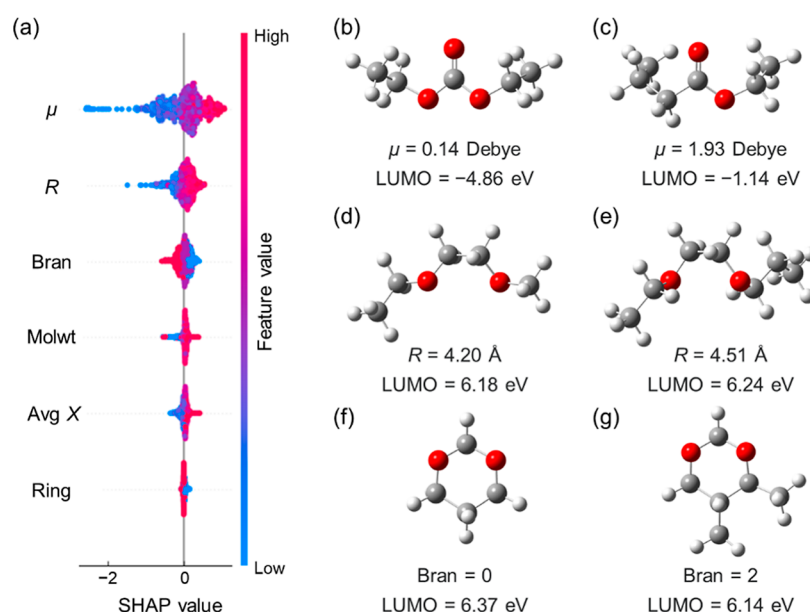 (a)
High
μ
R
Bran
Molwt
Avg X
Ring
Feature value
Low
−2
0
SHAP value
(b)
μ = 0.14 Debye
LUMO = −4.86 eV
(c)
μ = 1.93 Debye
LUMO = −1.14 eV
(d)
R = 4.20 Å
LUMO = 6.18 eV
(e)
R = 4.51 Å
LUMO = 6.24 eV
(f)
Bran = 0
LUMO = 6.37 eV
(g)
Bran = 2
LUMO = 6.14 eV